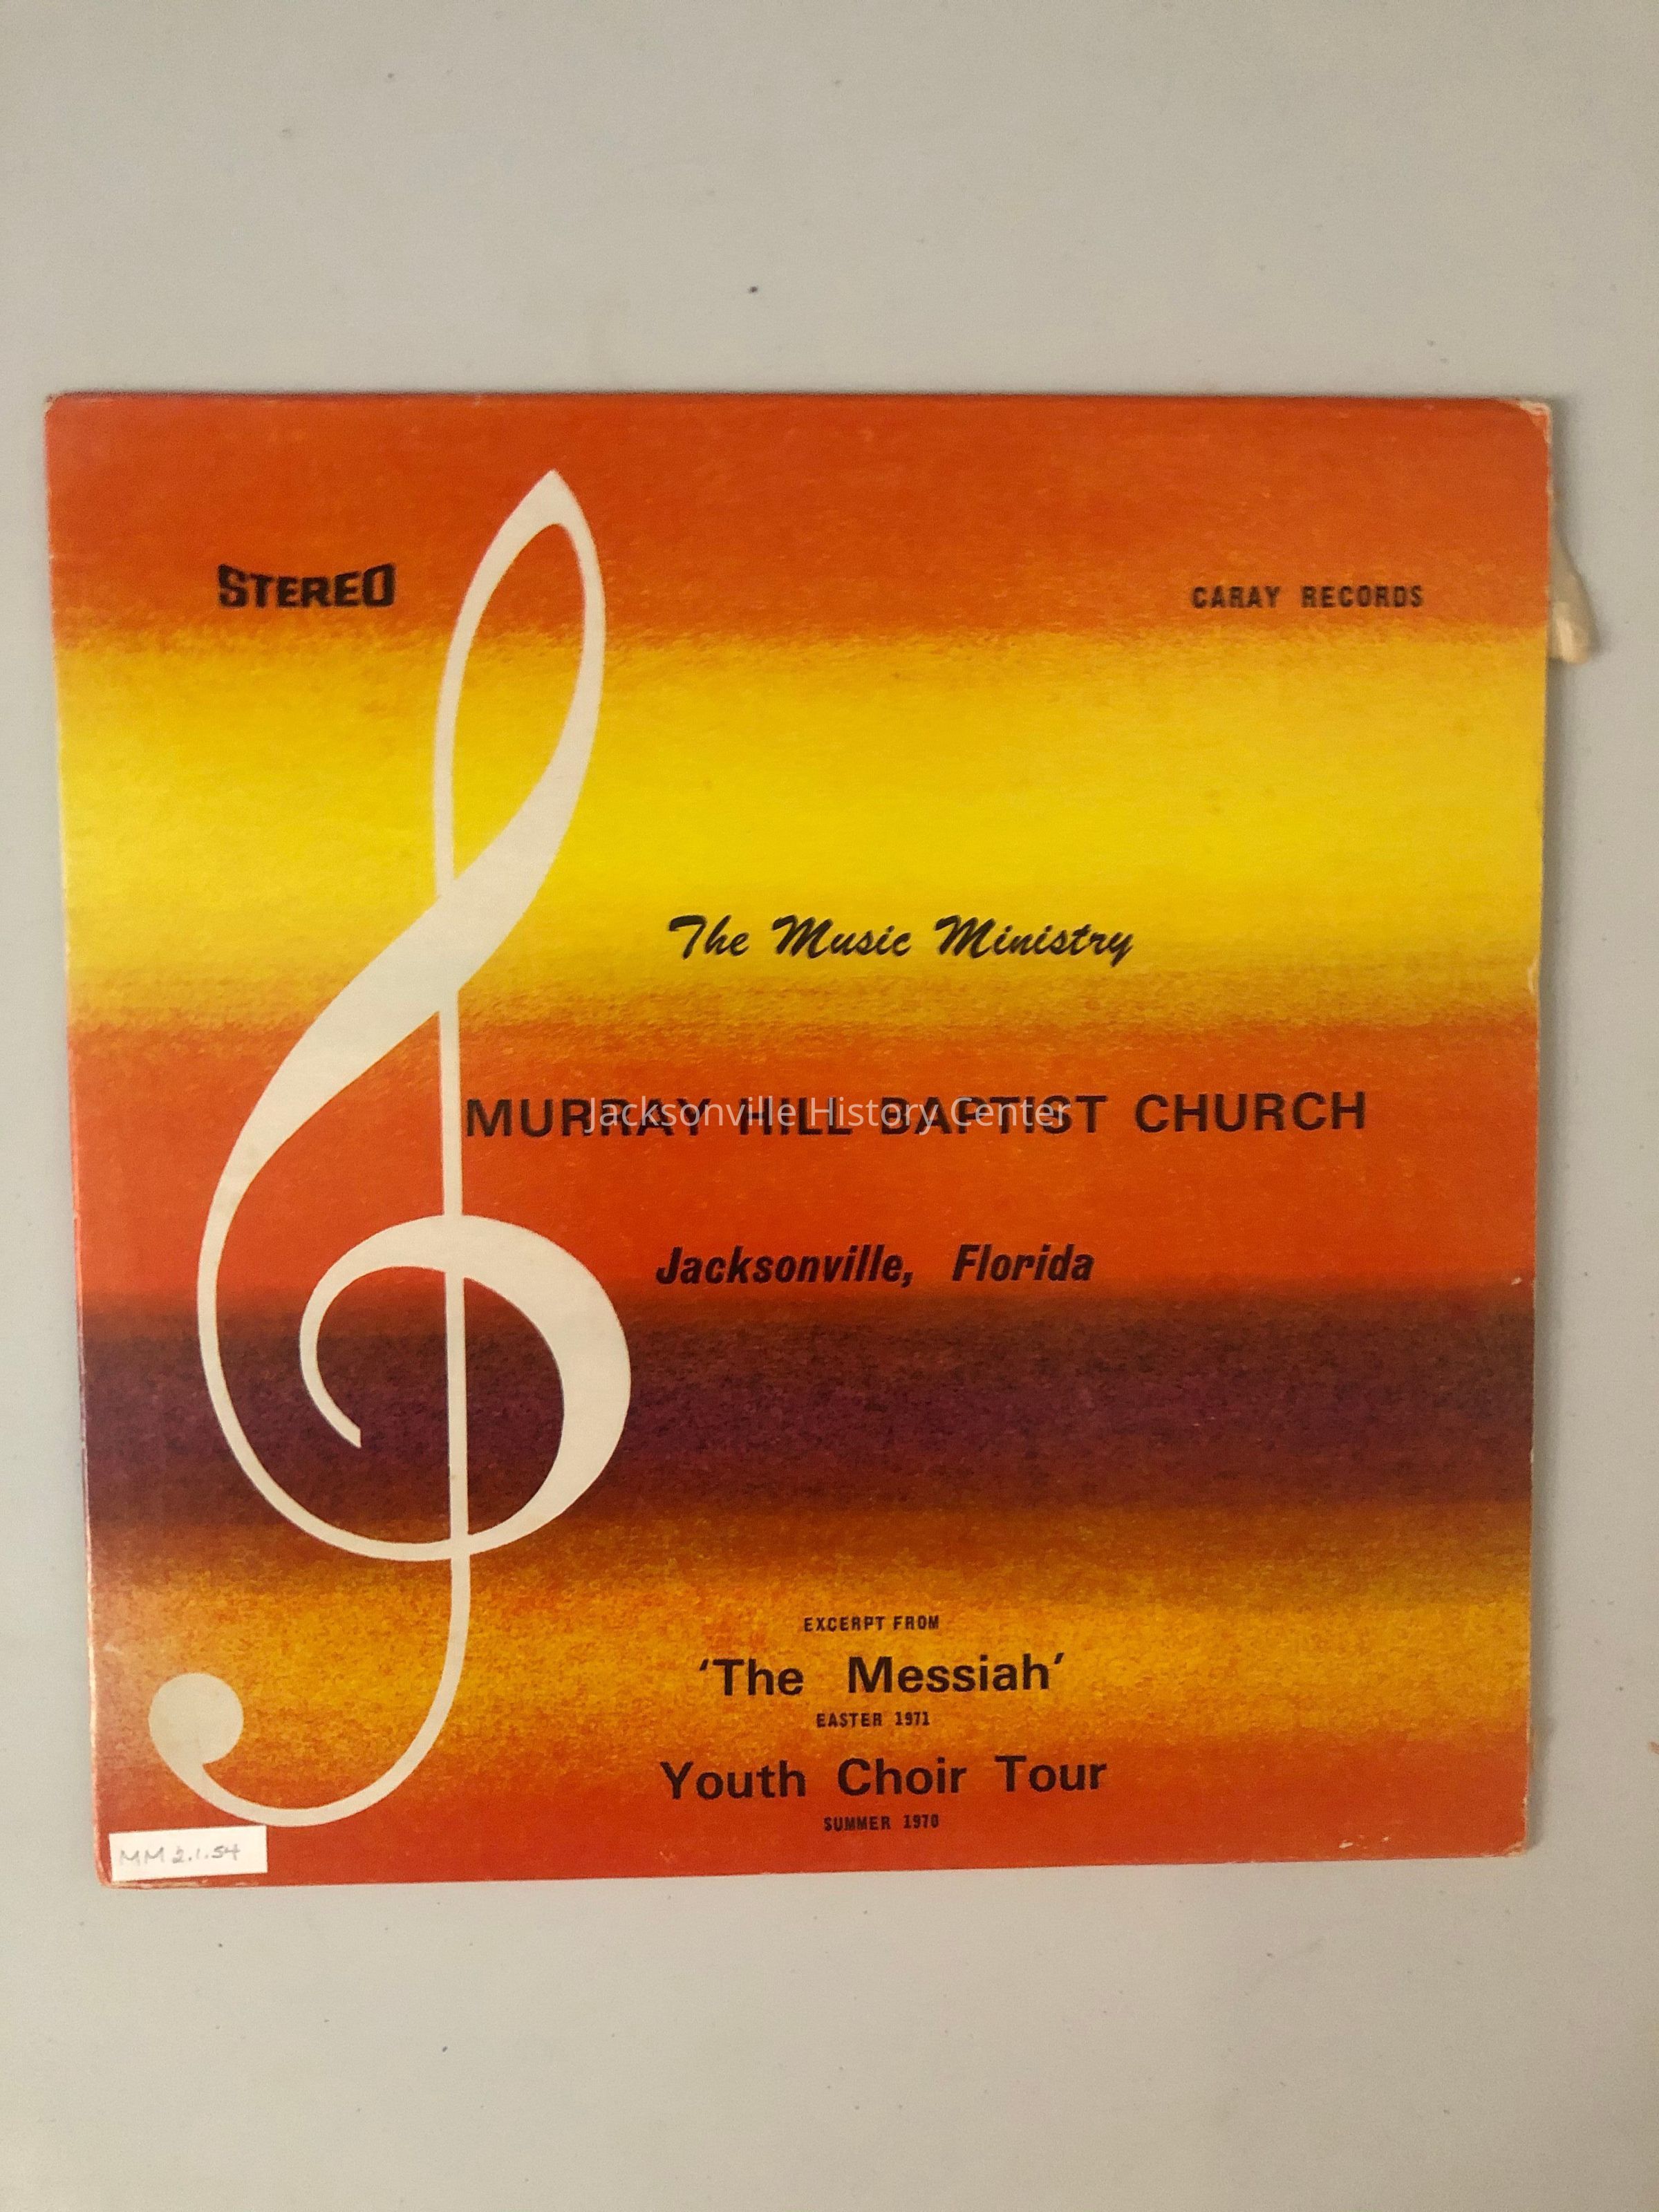 STEREO
CARAY RECORDS
The Music Ministry
MURRAY HILL BAPTIST CHURCH
Jacksonville History Center
Jacksonville, Florida
EXCERPT FROM
'The Messiah'
EASTER 1971
Youth Choir Tour
SUMMER 1970
MM 2.1.54